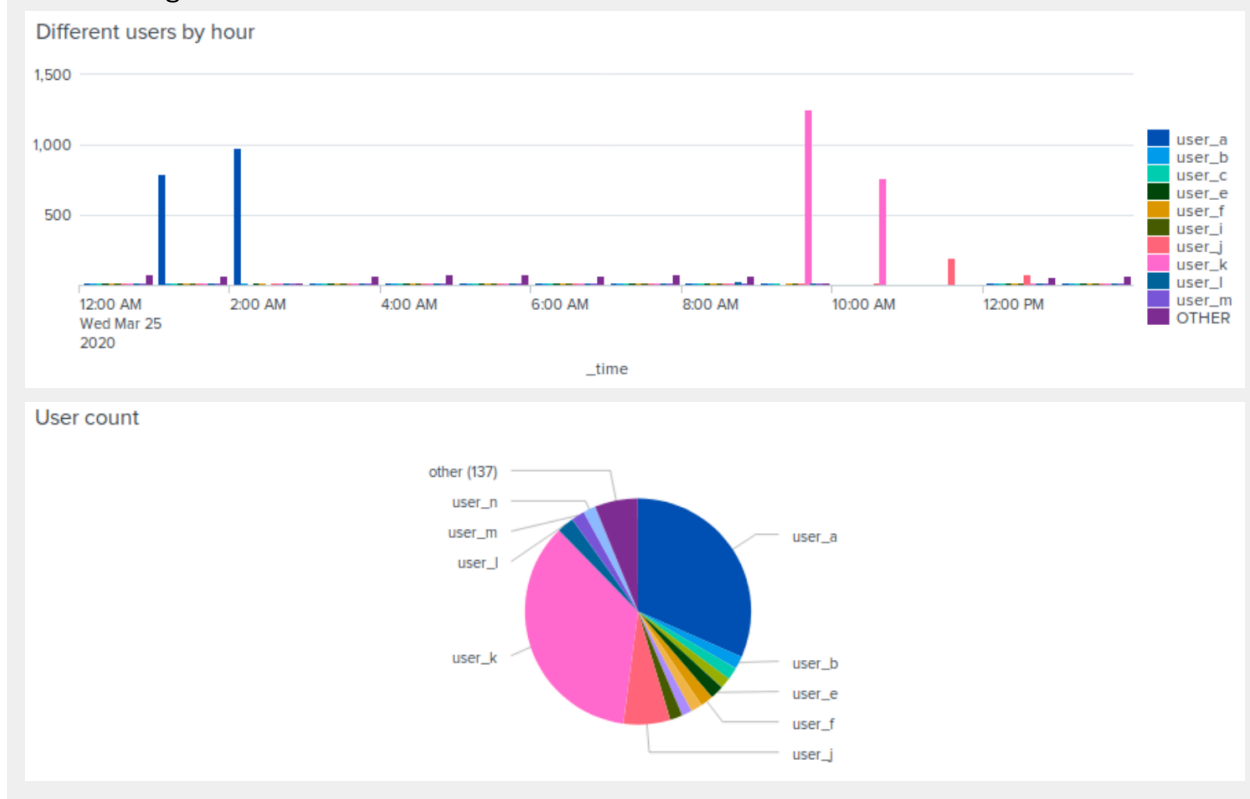 Different users by hour
1,500
1,000
500
12:00 AM
Wed Mar 25
2020
2:00 AM
4:00 AM
6:00 AM
8:00 AM
10:00 AM
12:00 PM
_time
user_a
user_b
user_c
user_e
user_f
user_i
user_j
user_k
user_l
user_m
OTHER
User count
other (137)
user_n
user_m
user_l
user_k
user_a
user_b
user_e
user_f
user_j